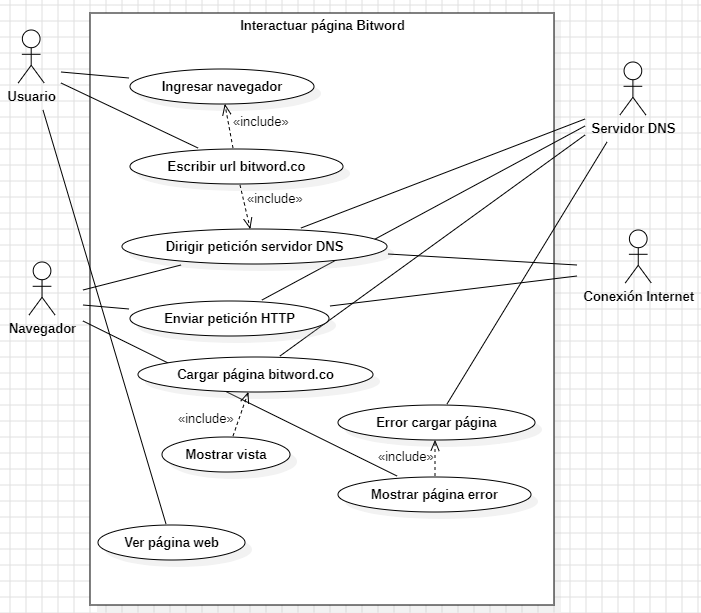 Interactuar página Bitword
Usuario
Ingresar navegador
«include»
Servidor DNS
Escribir url bitword.co
«include»
Dirigir petición servidor DNS
Conexión Internet
Enviar petición HTTP
Navegador
Cargar página bitword.co
«include»
Error cargar página
Mostrar vista
«include»
Mostrar página error
Ver página web